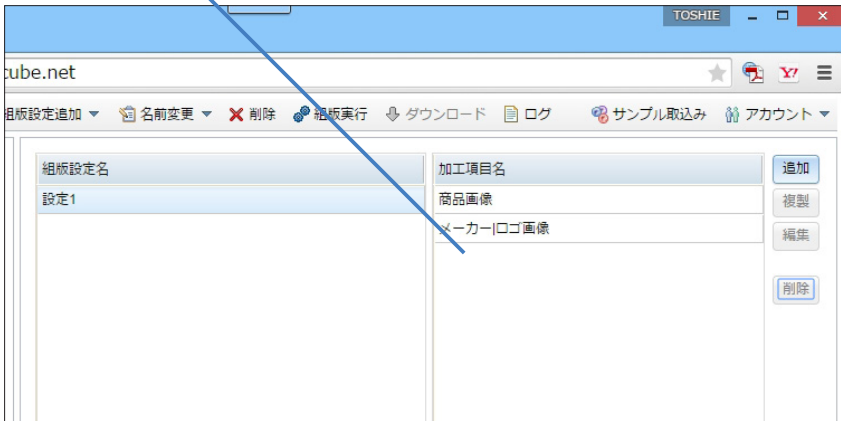 TOSHIE
cube.net
組版設定追加 名前変更 削除 組版実行 ダウンロード ログ サンプル取込み アカウント
組版設定名 加工項目名 追加
設定1 商品画像 複製
メーカー|ロゴ画像 編集
削除